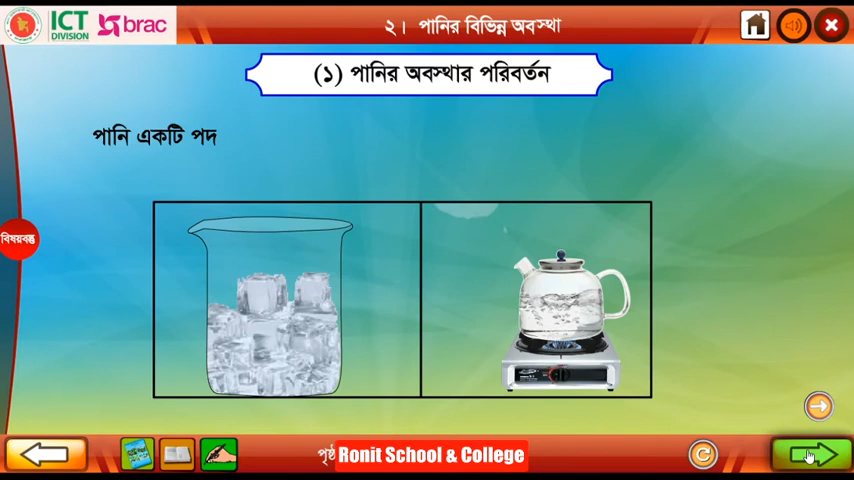 ICT
DIVISION
brac
২। পানির বিভিন্ন অবস্থা
(১) পানির অবস্থার পরিবর্তন
পানি একটি পদ
বিষয়বস্তু
Ronit School & College